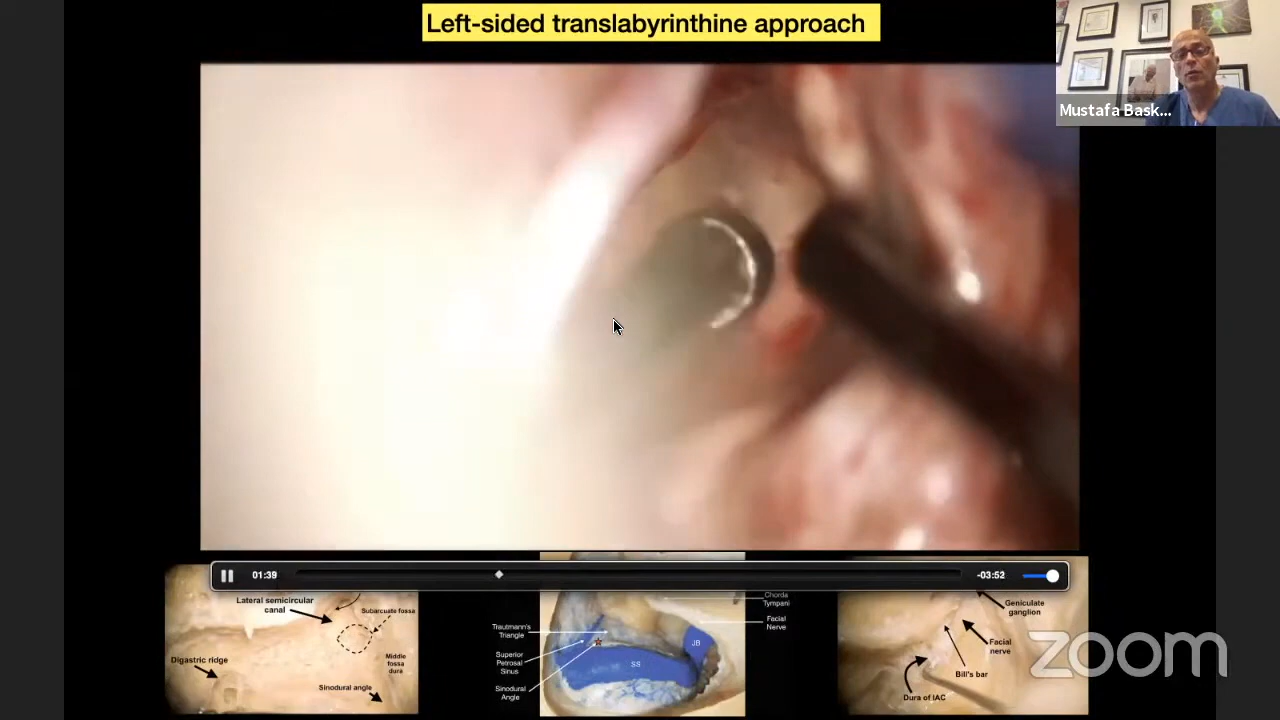 Left-sided translabyrinthine approach
Mustafa Bask...
01:39
-03:52
Lateral semicircular
canal
Subarcuate fossa
Digastric ridge
Middle
fossa
dura
Sinodural angle
Trautmann's
Triangle
Superior
Petrosal
Sinus
Sinodural
Angle
SS
JB
Chorda
Tympani
Facial
Nerve
Geniculate
ganglion
Facial
nerve
Bill's bar
Dura of IAC
zoom